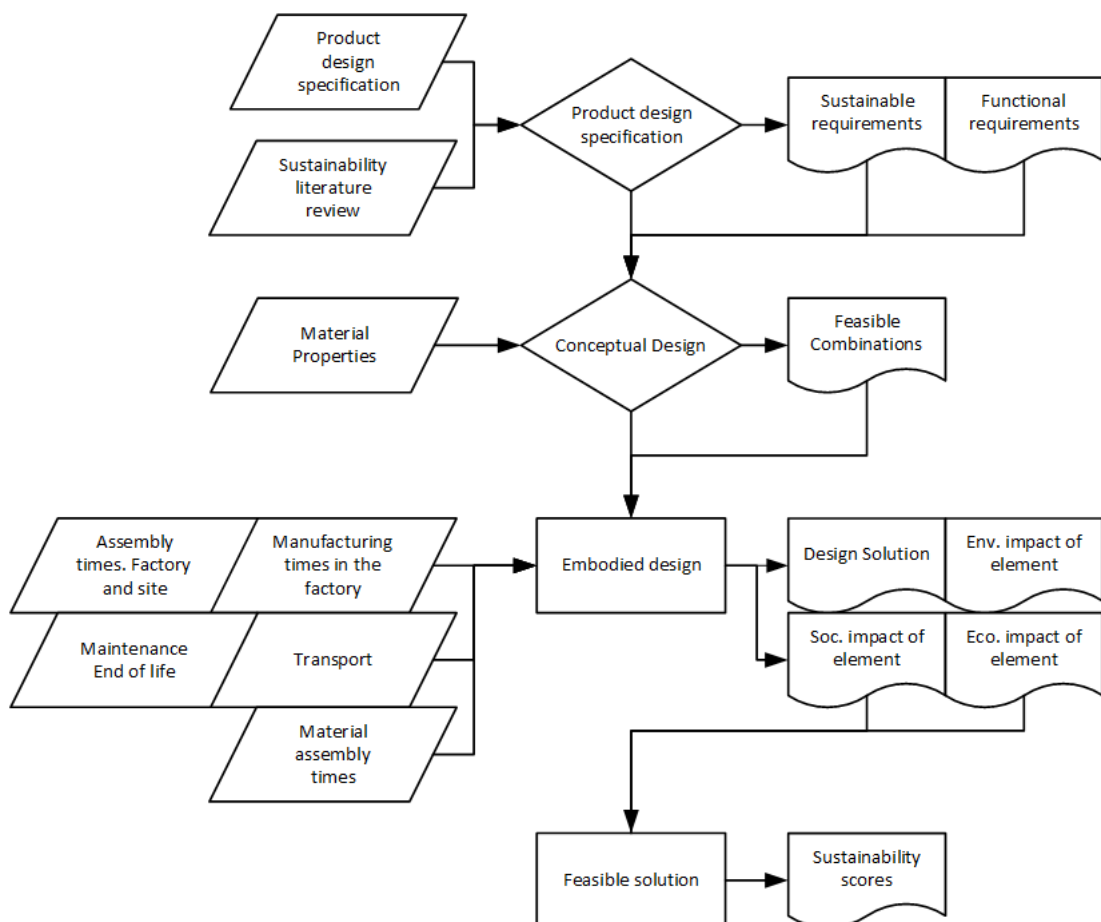 Product
design
specification
Product design
specification
Sustainable
requirements
Functional
requirements
Sustainability
literature
review
Material
Properties
Conceptual Design
Feasible
Combinations
Assembly
times. Factory
and site
Manufacturing
times in the
factory
Embodied design
Design Solution
Env. impact of
element
Maintenance
End of life
Transport
Soc. impact of
element
Eco. impact of
element
Material
assembly
times
Feasible solution
Sustainability
scores